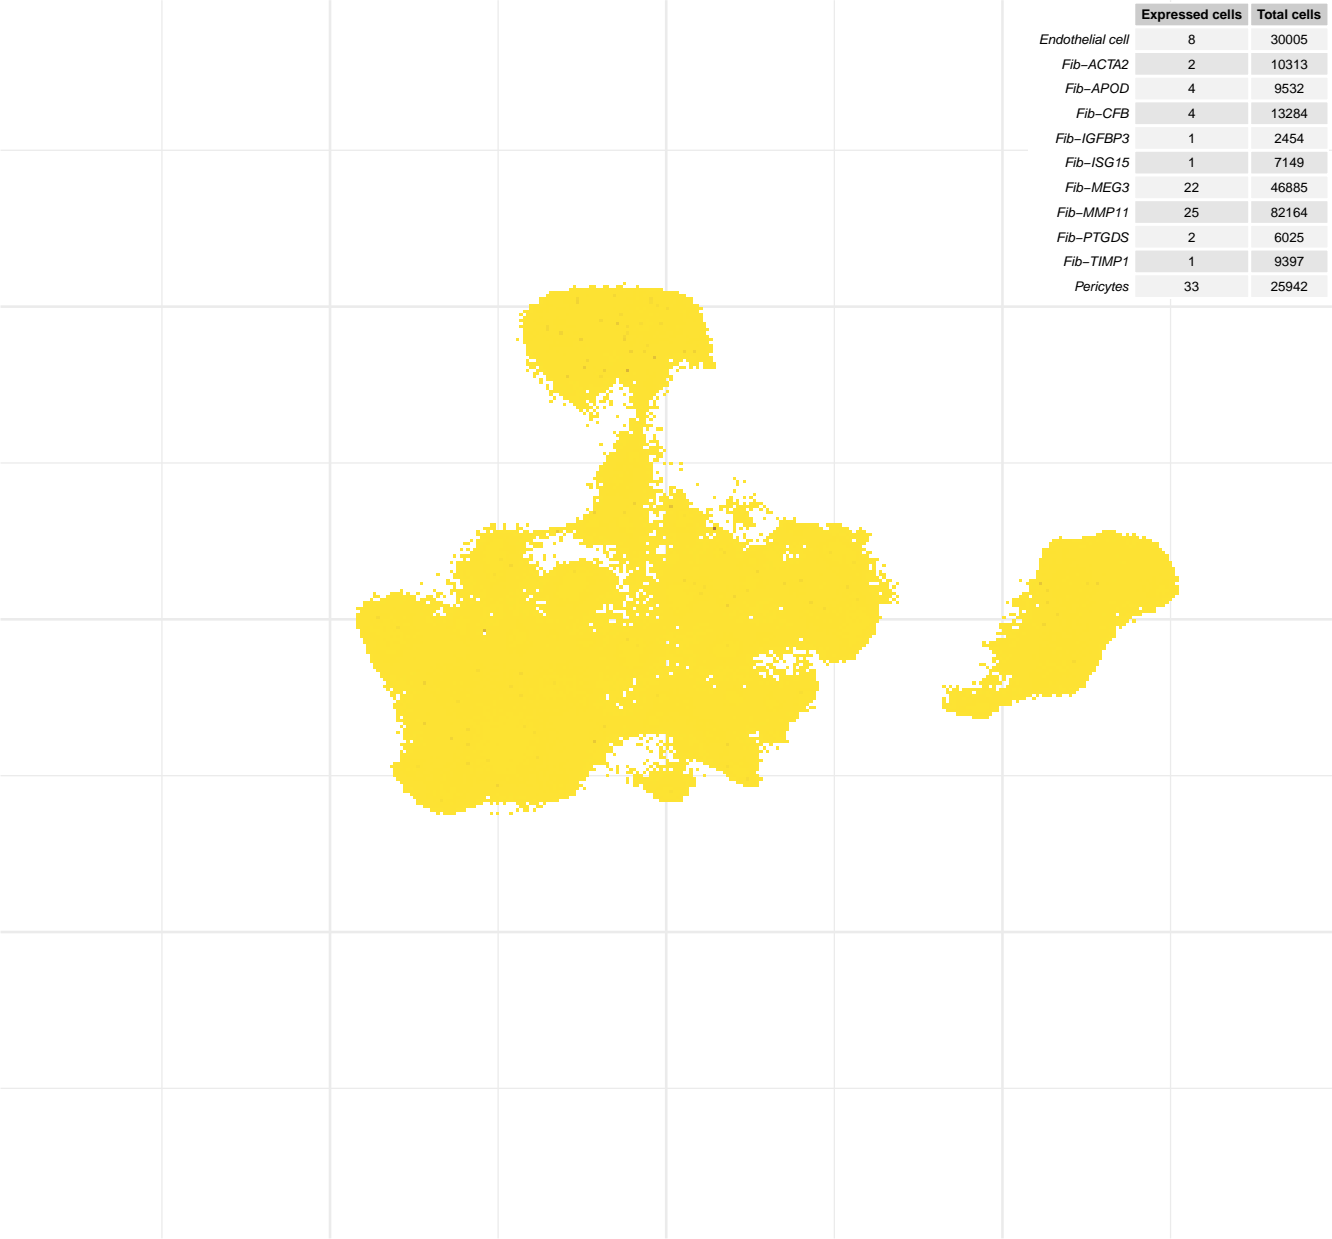 Expressed cells Total cells
Endothelial cell 8 30005
Fib−ACTA2 2 10313
Fib−APOD 4 9532
Fib−CFB 4 13284
Fib−IGFBP3 1 2454
Fib−ISG15 1 7149
Fib−MEG3 22 46885
Fib−MMP11 25 82164
Fib−PTGDS 2 6025
Fib−TIMP1 1 9397
Pericytes 33 25942